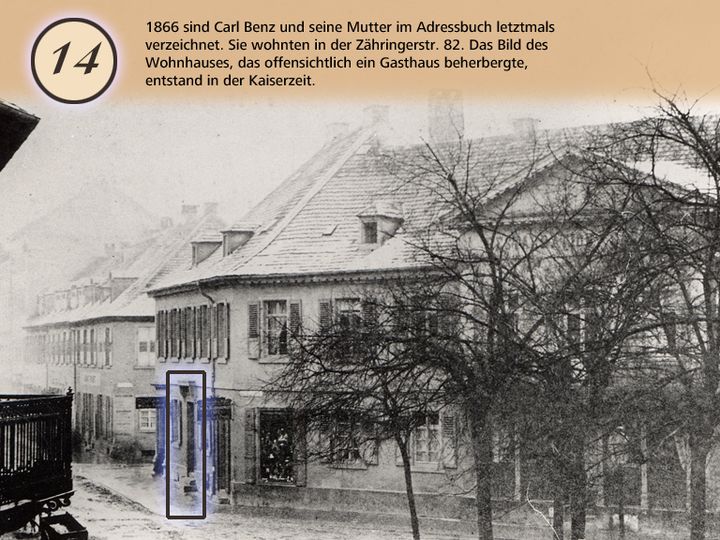 14
1866 sind Carl Benz und seine Mutter im Adressbuch letztmals
verzeichnet. Sie wohnten in der Zähringerstr. 82. Das Bild des
Wohnhauses, das offensichtlich ein Gasthaus beherbergte,
entstand in der Kaiserzeit.